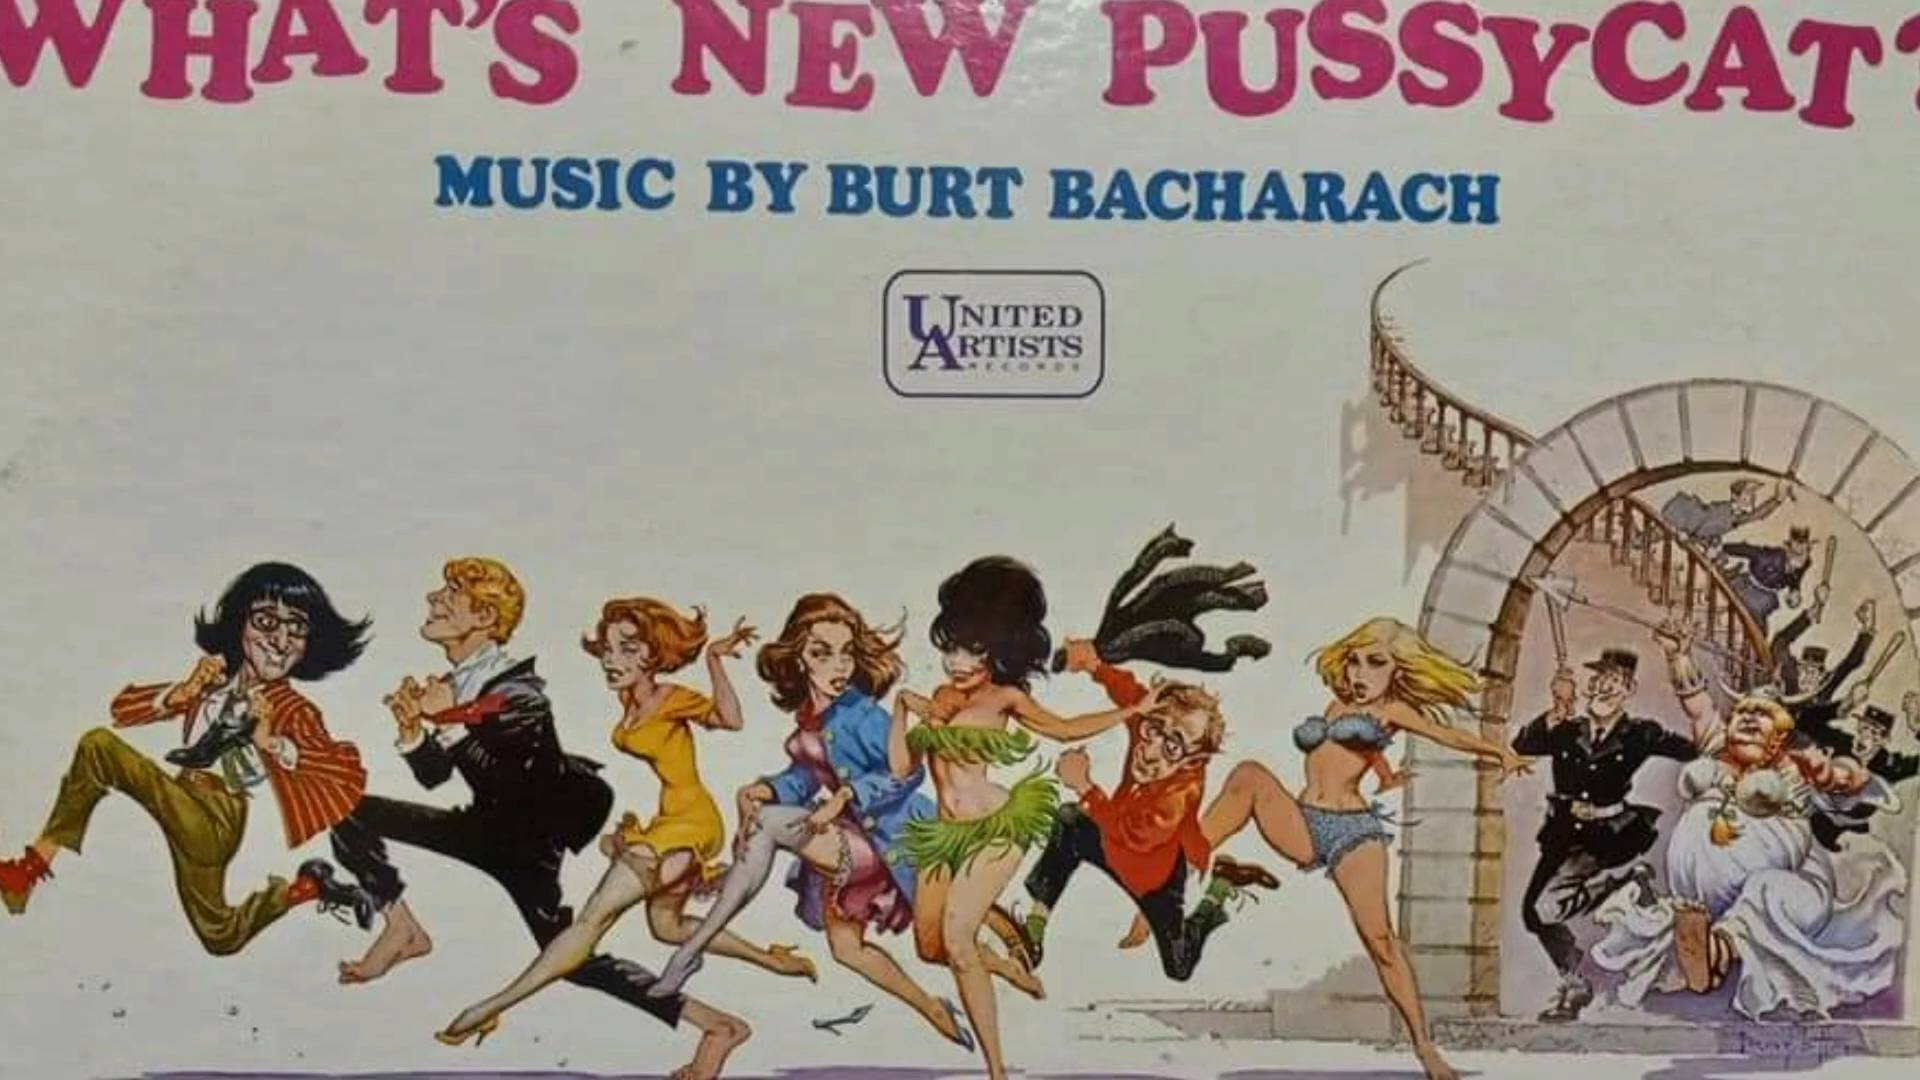 WHAT'S NEW PUSSYCAT?
MUSIC BY BURT BACHARACH
UNITED
ARTISTS
RECORDS